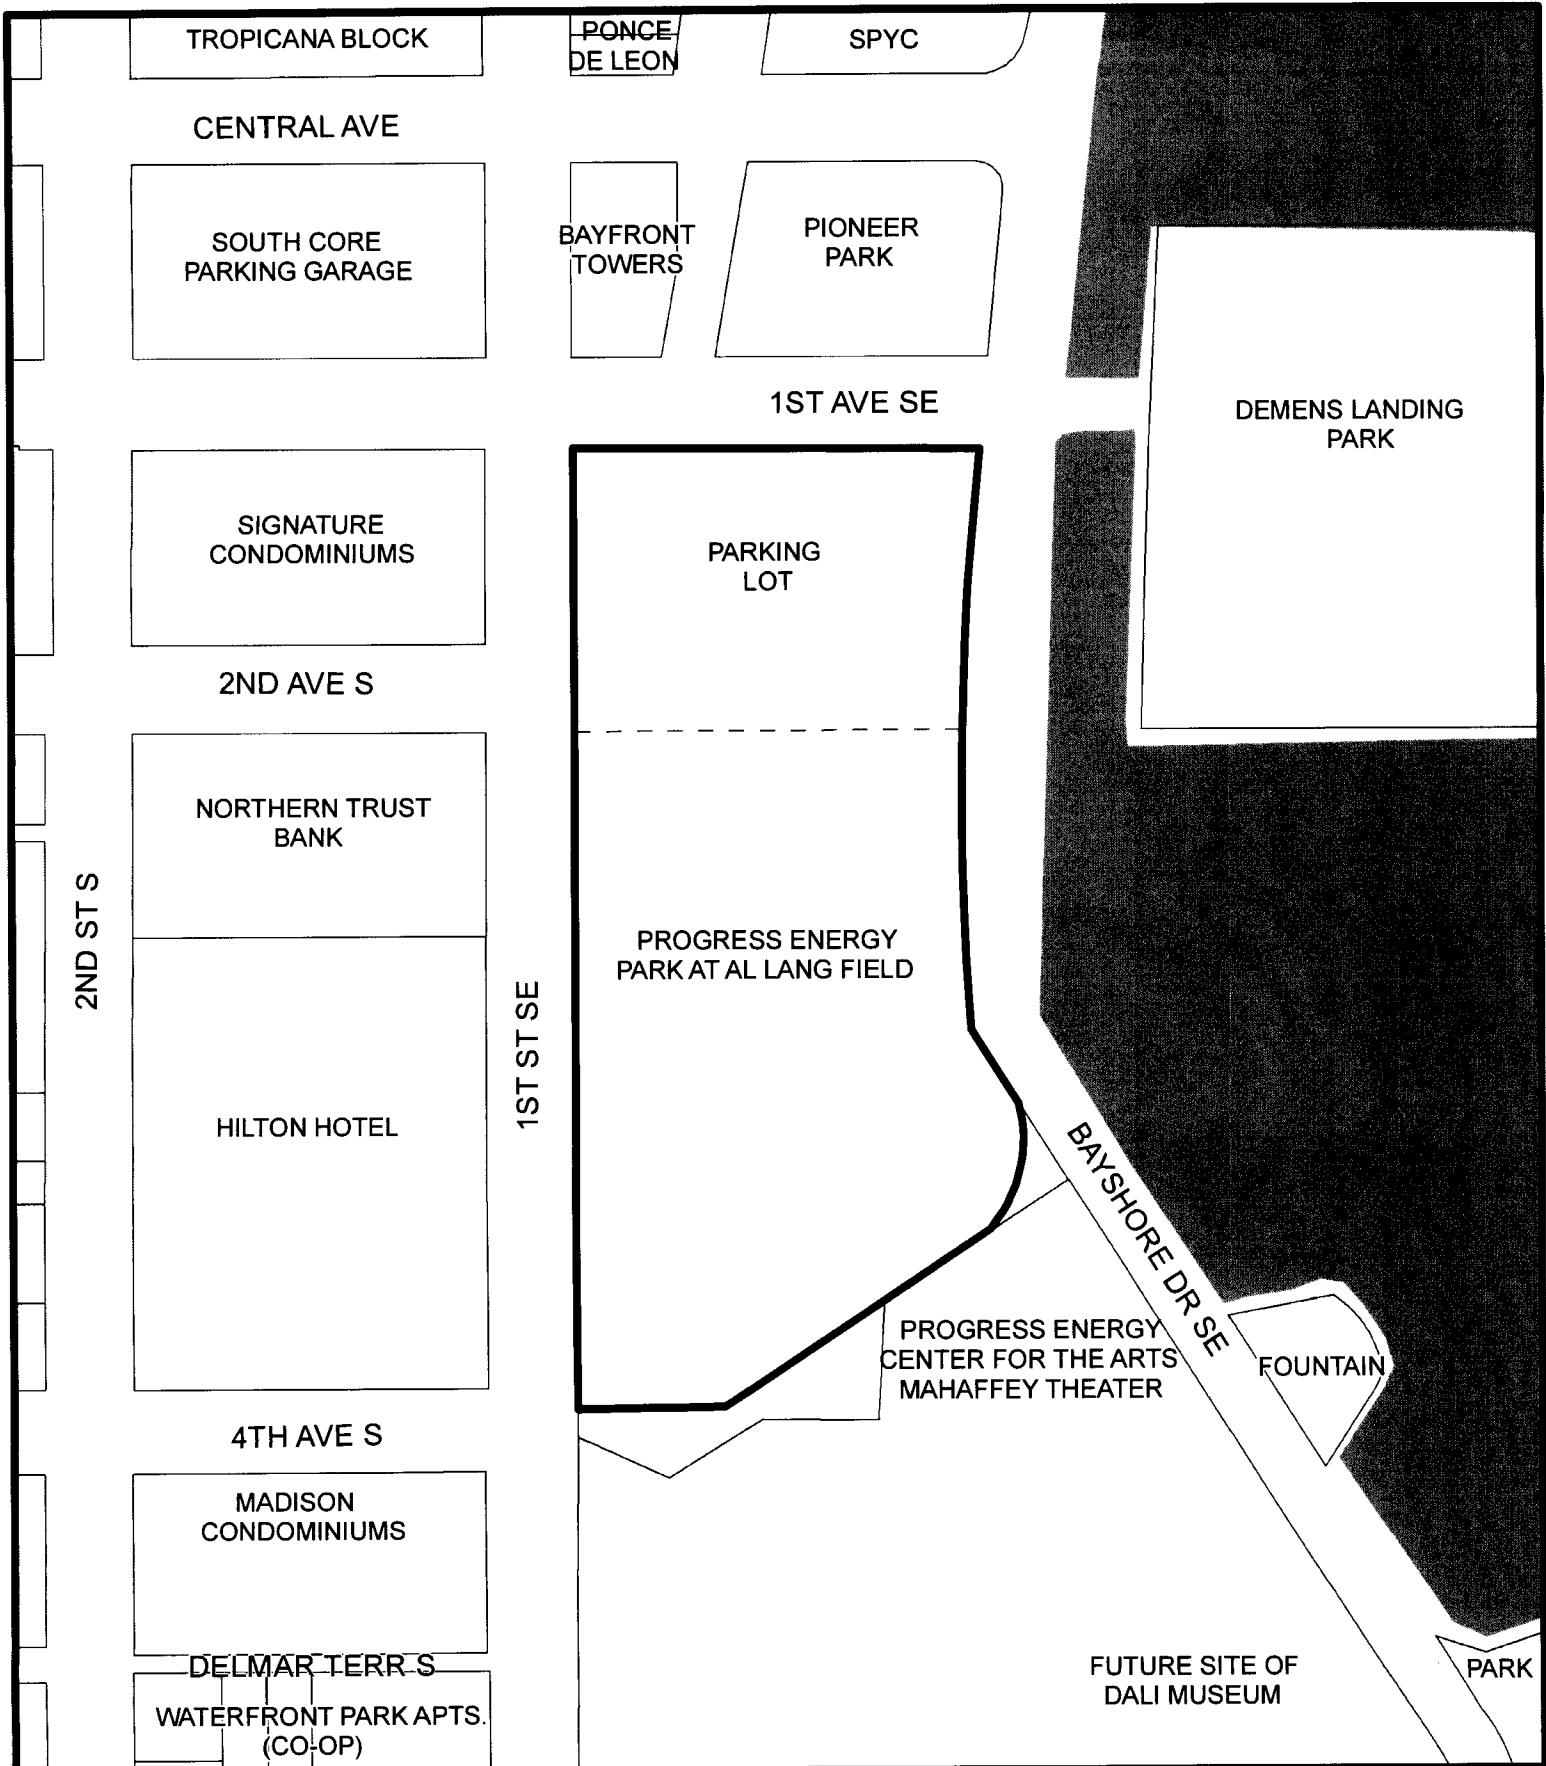 TROPICANA BLOCK
PONCE
DE LEON
SPYC
CENTRAL AVE
SOUTH CORE
PARKING GARAGE
BAYFRONT
TOWERS
PIONEER
PARK
1ST AVE SE
DEMENS LANDING
PARK
SIGNATURE
CONDOMINIUMS
PARKING
LOT
2ND AVE S
NORTHERN TRUST
BANK
2ND ST S
PROGRESS ENERGY
PARK AT AL LANG FIELD
1ST ST SE
HILTON HOTEL
BAYSHORE DR SE
PROGRESS ENERGY
CENTER FOR THE ARTS
MAHAFFEY THEATER
FOUNTAIN
4TH AVE S
MADISON
CONDOMINIUMS
DELMAR TERR S
FUTURE SITE OF
DALI MUSEUM
PARK
WATERFRONT PARK APTS.
(CO-OP)